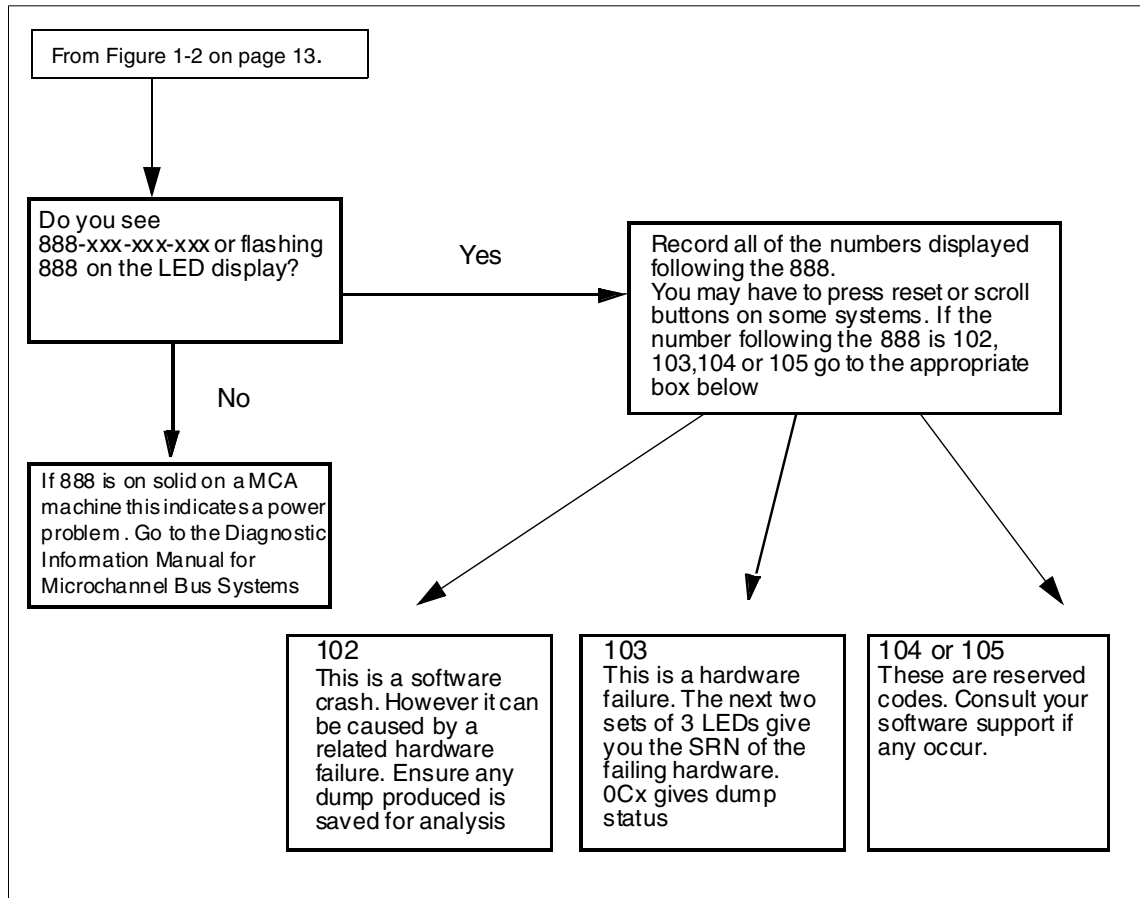 From Figure 1-2 on page 13.
Do you see
888-xxx-xxx-xxx or flashing
888 on the LED display?
Yes
Record all of the numbers displayed
following the 888.
You may have to press reset or scroll
buttons on some systems. If the
number following the 888 is 102,
103,104 or 105 go to the appropriate
box below
No
If 888 is on solid on a MCA
machine this indicates a power
problem . Go to the Diagnostic
Information Manual for
Microchannel Bus Systems
102
This is a software
crash. However it can
be caused by a
related hardware
failure. Ensure any
dump produced is
saved for analysis
103
This is a hardware
failure. The next two
sets of 3 LEDs give
you the SRN of the
failing hardware.
0Cx gives dump
status
104 or 105
These are reserved
codes. Consult your
software support if
any occur.